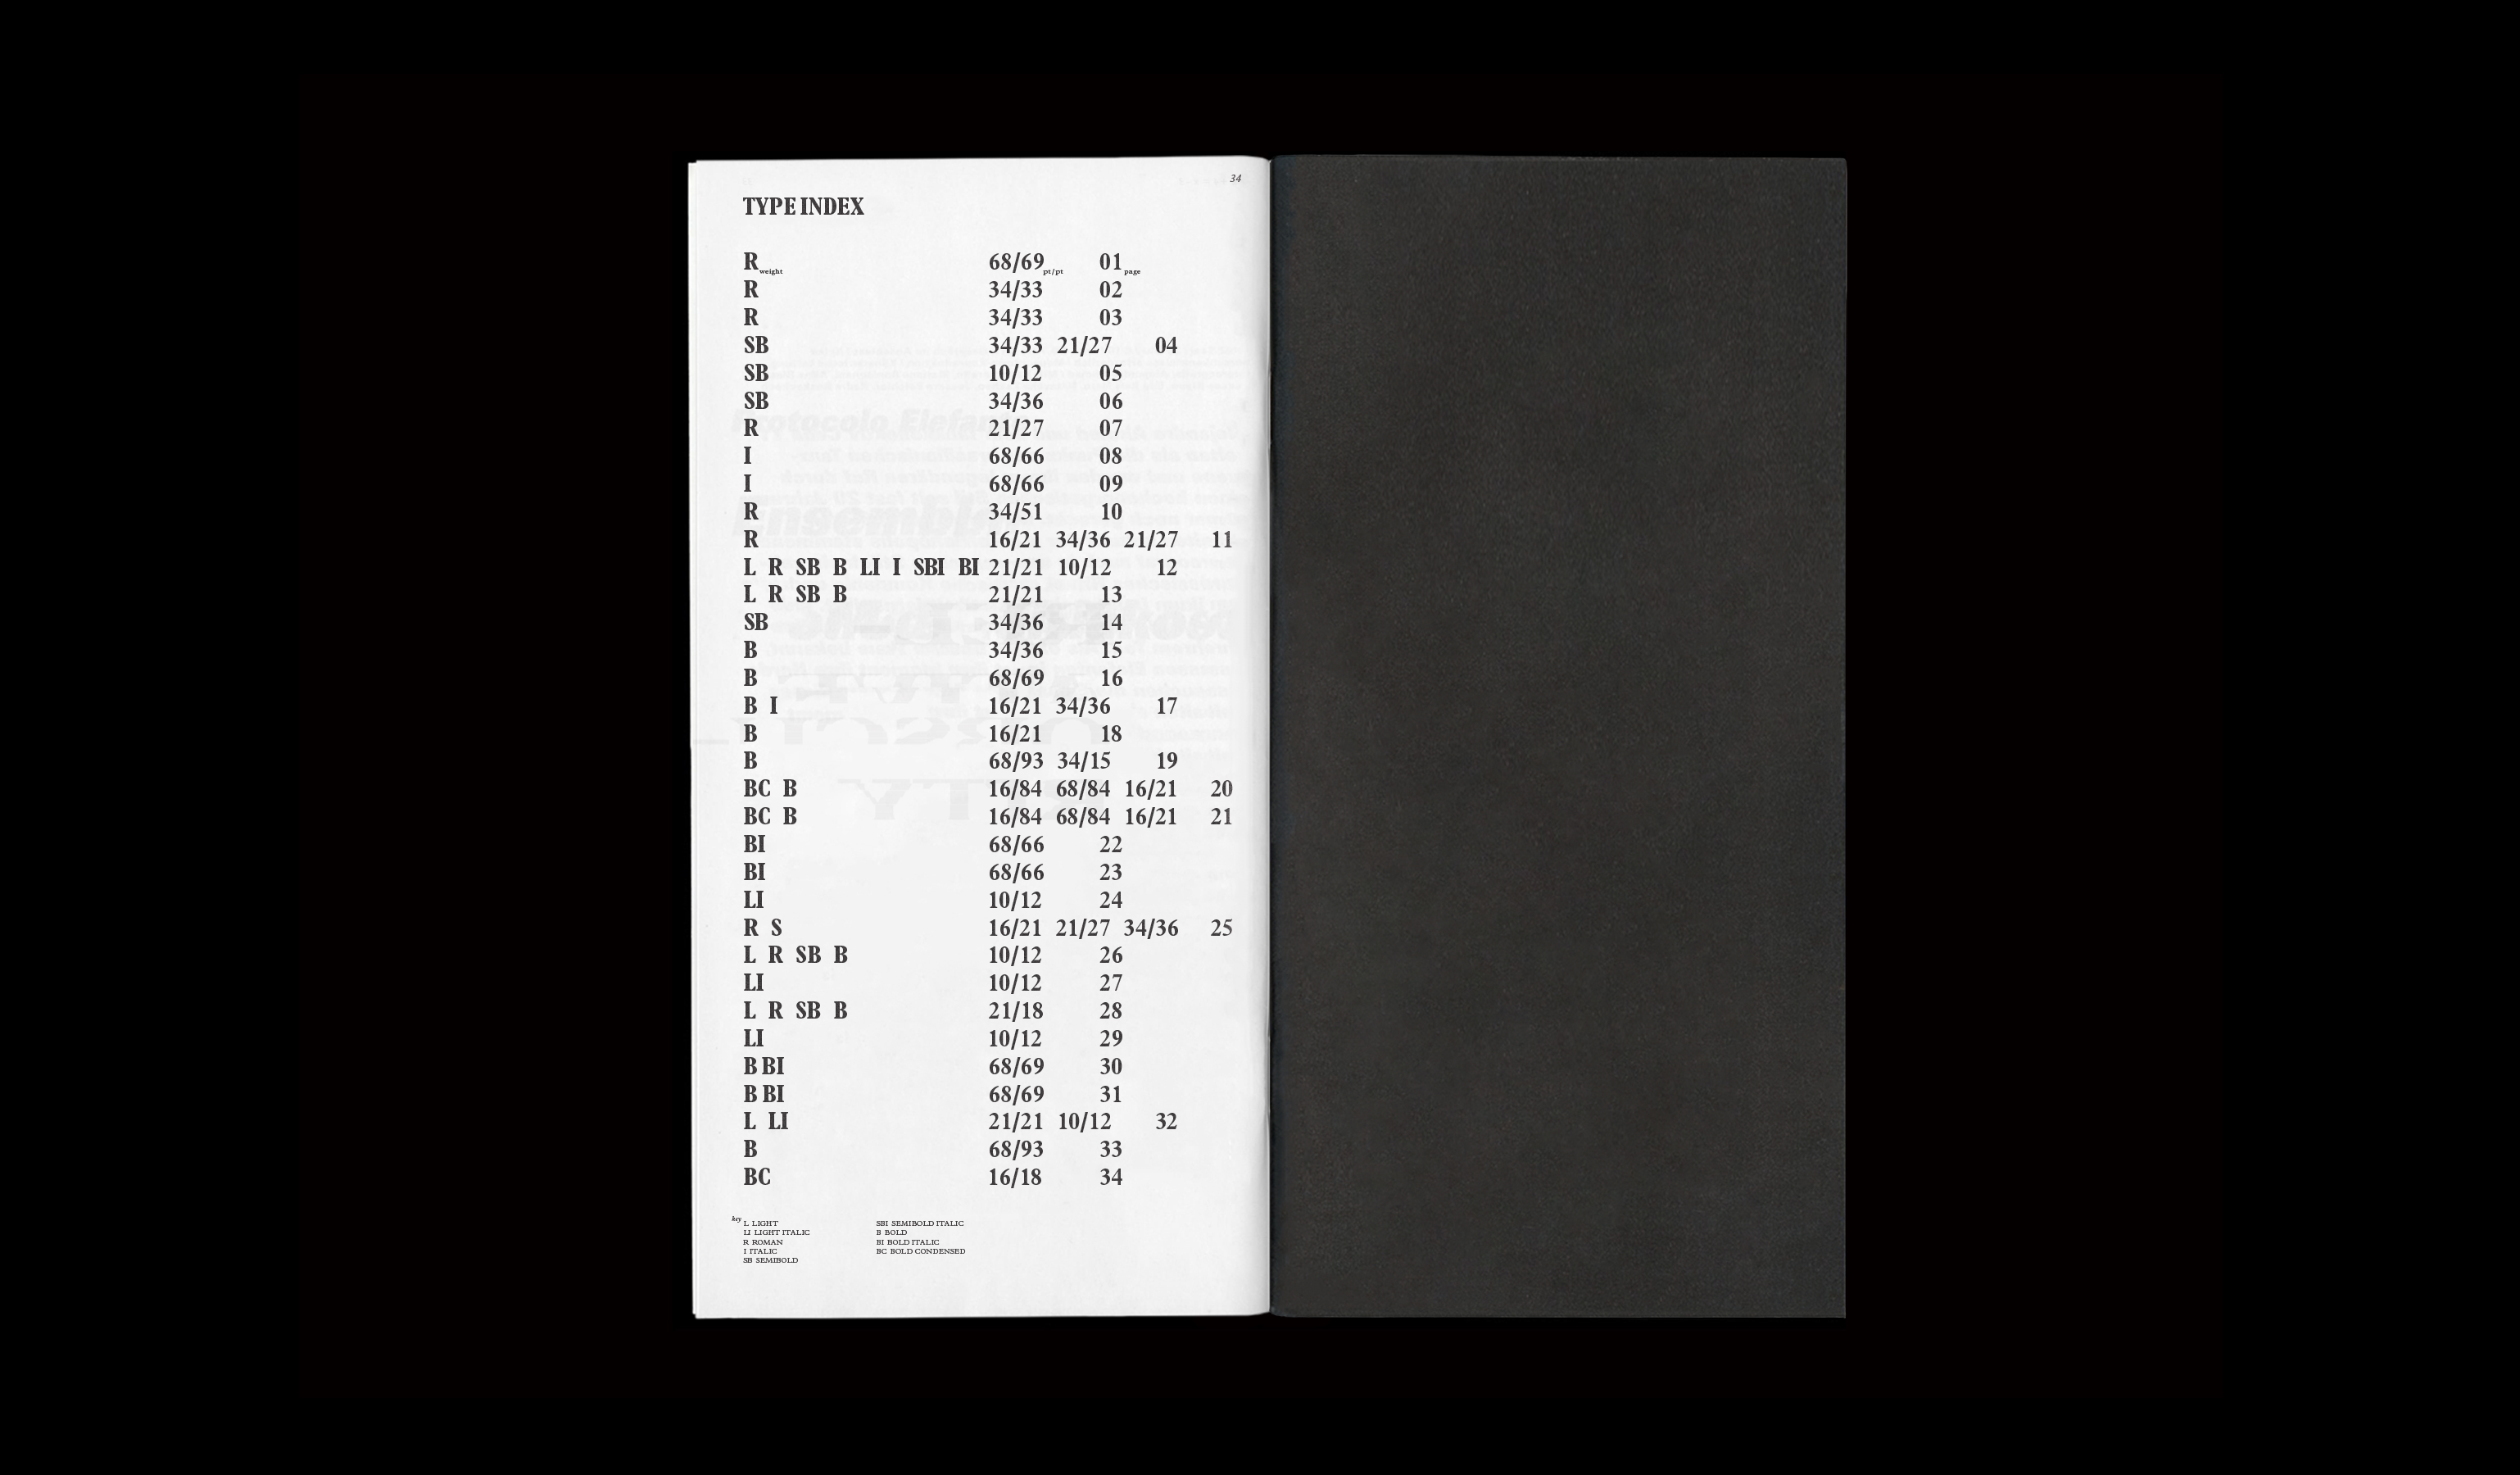 34
TYPE INDEX
R weight 68/69 pt/pt 01 page
R 34/33 02
R 34/33 03
SB 34/33 21/27 04
SB 10/12 05
SB 34/36 06
R 21/27 07
I 68/66 08
I 68/66 09
R 34/51 10
R 16/21 34/36 21/27 11
L R SB B LI I SBI BI 21/21 10/12 12
L R SB B 21/21 13
SB 34/36 14
B 34/36 15
B 68/69 16
B I 16/21 34/36 17
B 16/21 18
B 68/93 34/15 19
BC B 16/84 68/84 16/21 20
BC B 16/84 68/84 16/21 21
BI 68/66 22
BI 68/66 23
LI 10/12 24
R S 16/21 21/27 34/36 25
L R SB B 10/12 26
LI 10/12 27
L R SB B 21/18 28
LI 10/12 29
B BI 68/69 30
B BI 68/69 31
L LI 21/21 10/12 32
B 68/93 33
BC 16/18 34
key
L LIGHT
LI LIGHT ITALIC
R ROMAN
I ITALIC
SB SEMIBOLD
SBI SEMIBOLD ITALIC
B BOLD
BI BOLD ITALIC
BC BOLD CONDENSED